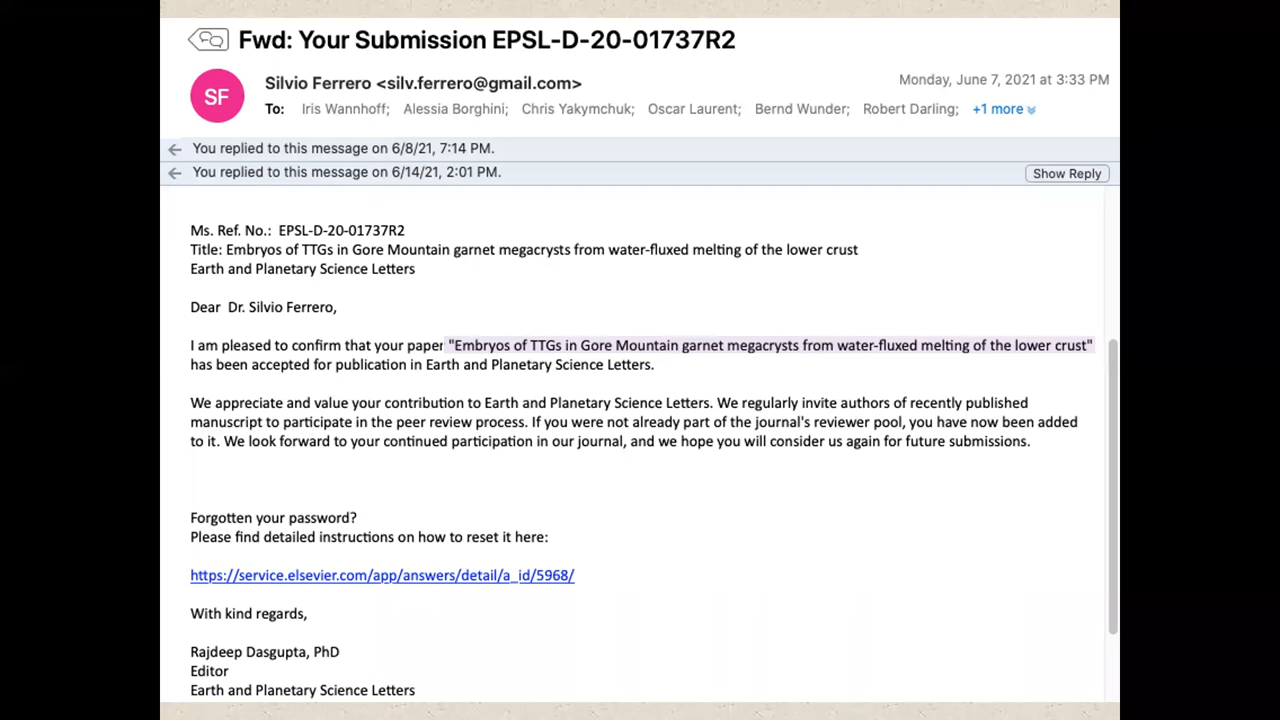 Fwd: Your Submission EPSL-D-20-01737R2
SF
Silvio Ferrero <silv.ferrero@gmail.com>
Monday, June 7, 2021 at 3:33 PM
To: Iris Wannhoff; Alessia Borghini; Chris Yakymchuk; Oscar Laurent; Bernd Wunder; Robert Darling; +1 more
You replied to this message on 6/8/21, 7:14 PM.
You replied to this message on 6/14/21, 2:01 PM.
Show Reply
Ms. Ref. No.: EPSL-D-20-01737R2
Title: Embryos of TTGs in Gore Mountain garnet megacrysts from water-fluxed melting of the lower crust
Earth and Planetary Science Letters
Dear Dr. Silvio Ferrero,
I am pleased to confirm that your paper "Embryos of TTGs in Gore Mountain garnet megacrysts from water-fluxed melting of the lower crust"
has been accepted for publication in Earth and Planetary Science Letters.
We appreciate and value your contribution to Earth and Planetary Science Letters. We regularly invite authors of recently published
manuscript to participate in the peer review process. If you were not already part of the journal's reviewer pool, you have now been added
to it. We look forward to your continued participation in our journal, and we hope you will consider us again for future submissions.
Forgotten your password?
Please find detailed instructions on how to reset it here:
https://service.elsevier.com/app/answers/detail/a_id/5968/
With kind regards,
Rajdeep Dasgupta, PhD
Editor
Earth and Planetary Science Letters